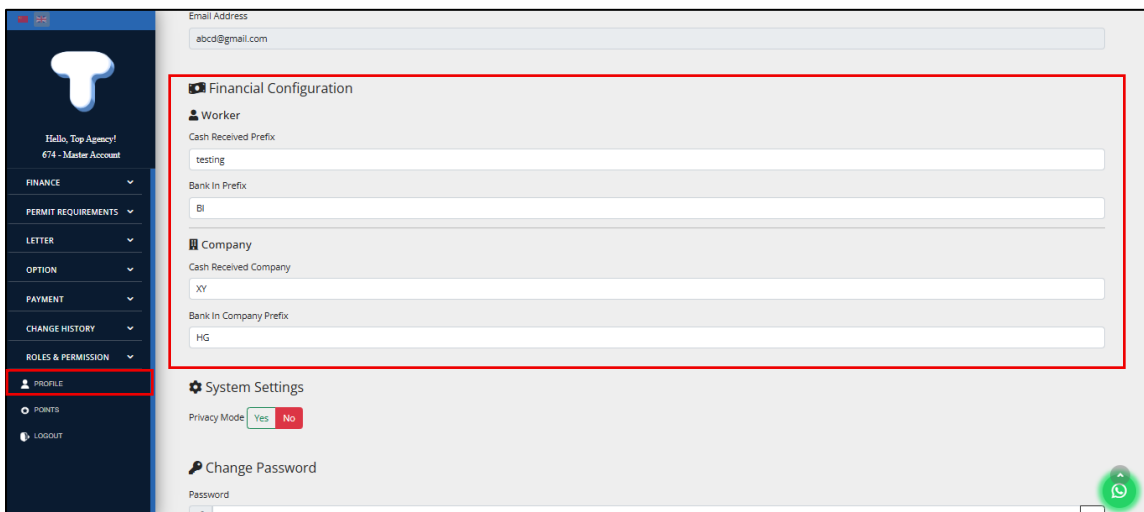 Hello, Top Agency!
674 - Master Account
FINANCE
PERMIT REQUIREMENTS
LETTER
OPTION
PAYMENT
CHANGE HISTORY
ROLES & PERMISSION
PROFILE
POINTS
LOGOUT
Email Address
abcd@gmail.com
Financial Configuration
Worker
Cash Received Prefix
testing
Bank In Prefix
BI
Company
Cash Received Company
XY
Bank In Company Prefix
HG
System Settings
Privacy Mode Yes No
Change Password
Password